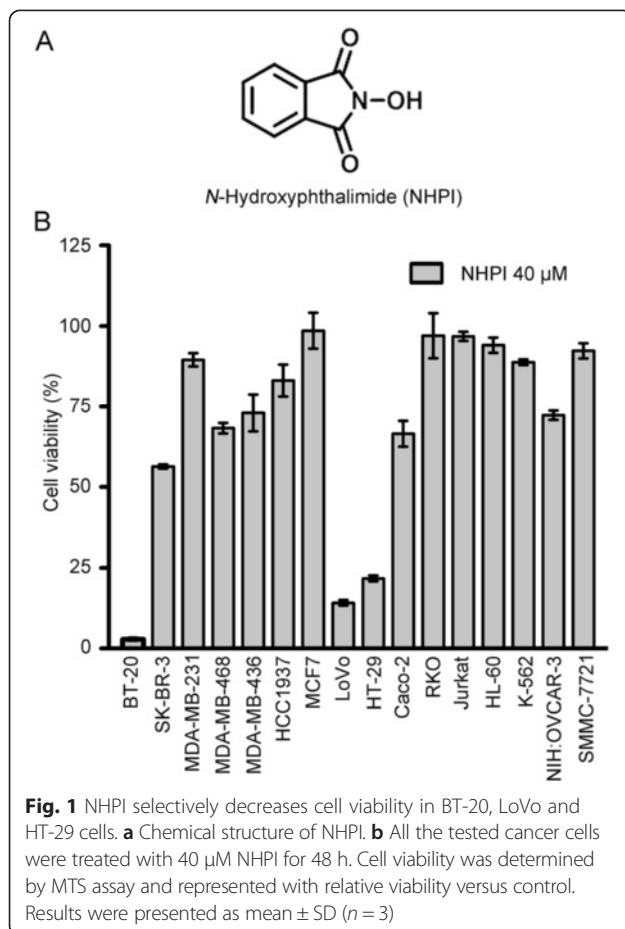 A
O
N
OH
O
N-Hydroxyphthalimide (NHPI)
B
NHPI 40 μM
Cell viability (%)
125
100
75
50
25
0
BT-20
SK-BR-3
MDA-MB-231
MDA-MB-468
MDA-MB-436
HCC1937
MCF7
LoVo
HT-29
Caco-2
RKO
Jurkat
HL-60
K-562
NIH:OVCAR-3
SMMC-7721
Fig. 1 NHPI selectively decreases cell viability in BT-20, LoVo and
HT-29 cells. a Chemical structure of NHPI. b All the tested cancer cells
were treated with 40 μM NHPI for 48 h. Cell viability was determined
by MTS assay and represented with relative viability versus control.
Results were presented as mean ± SD (n = 3)